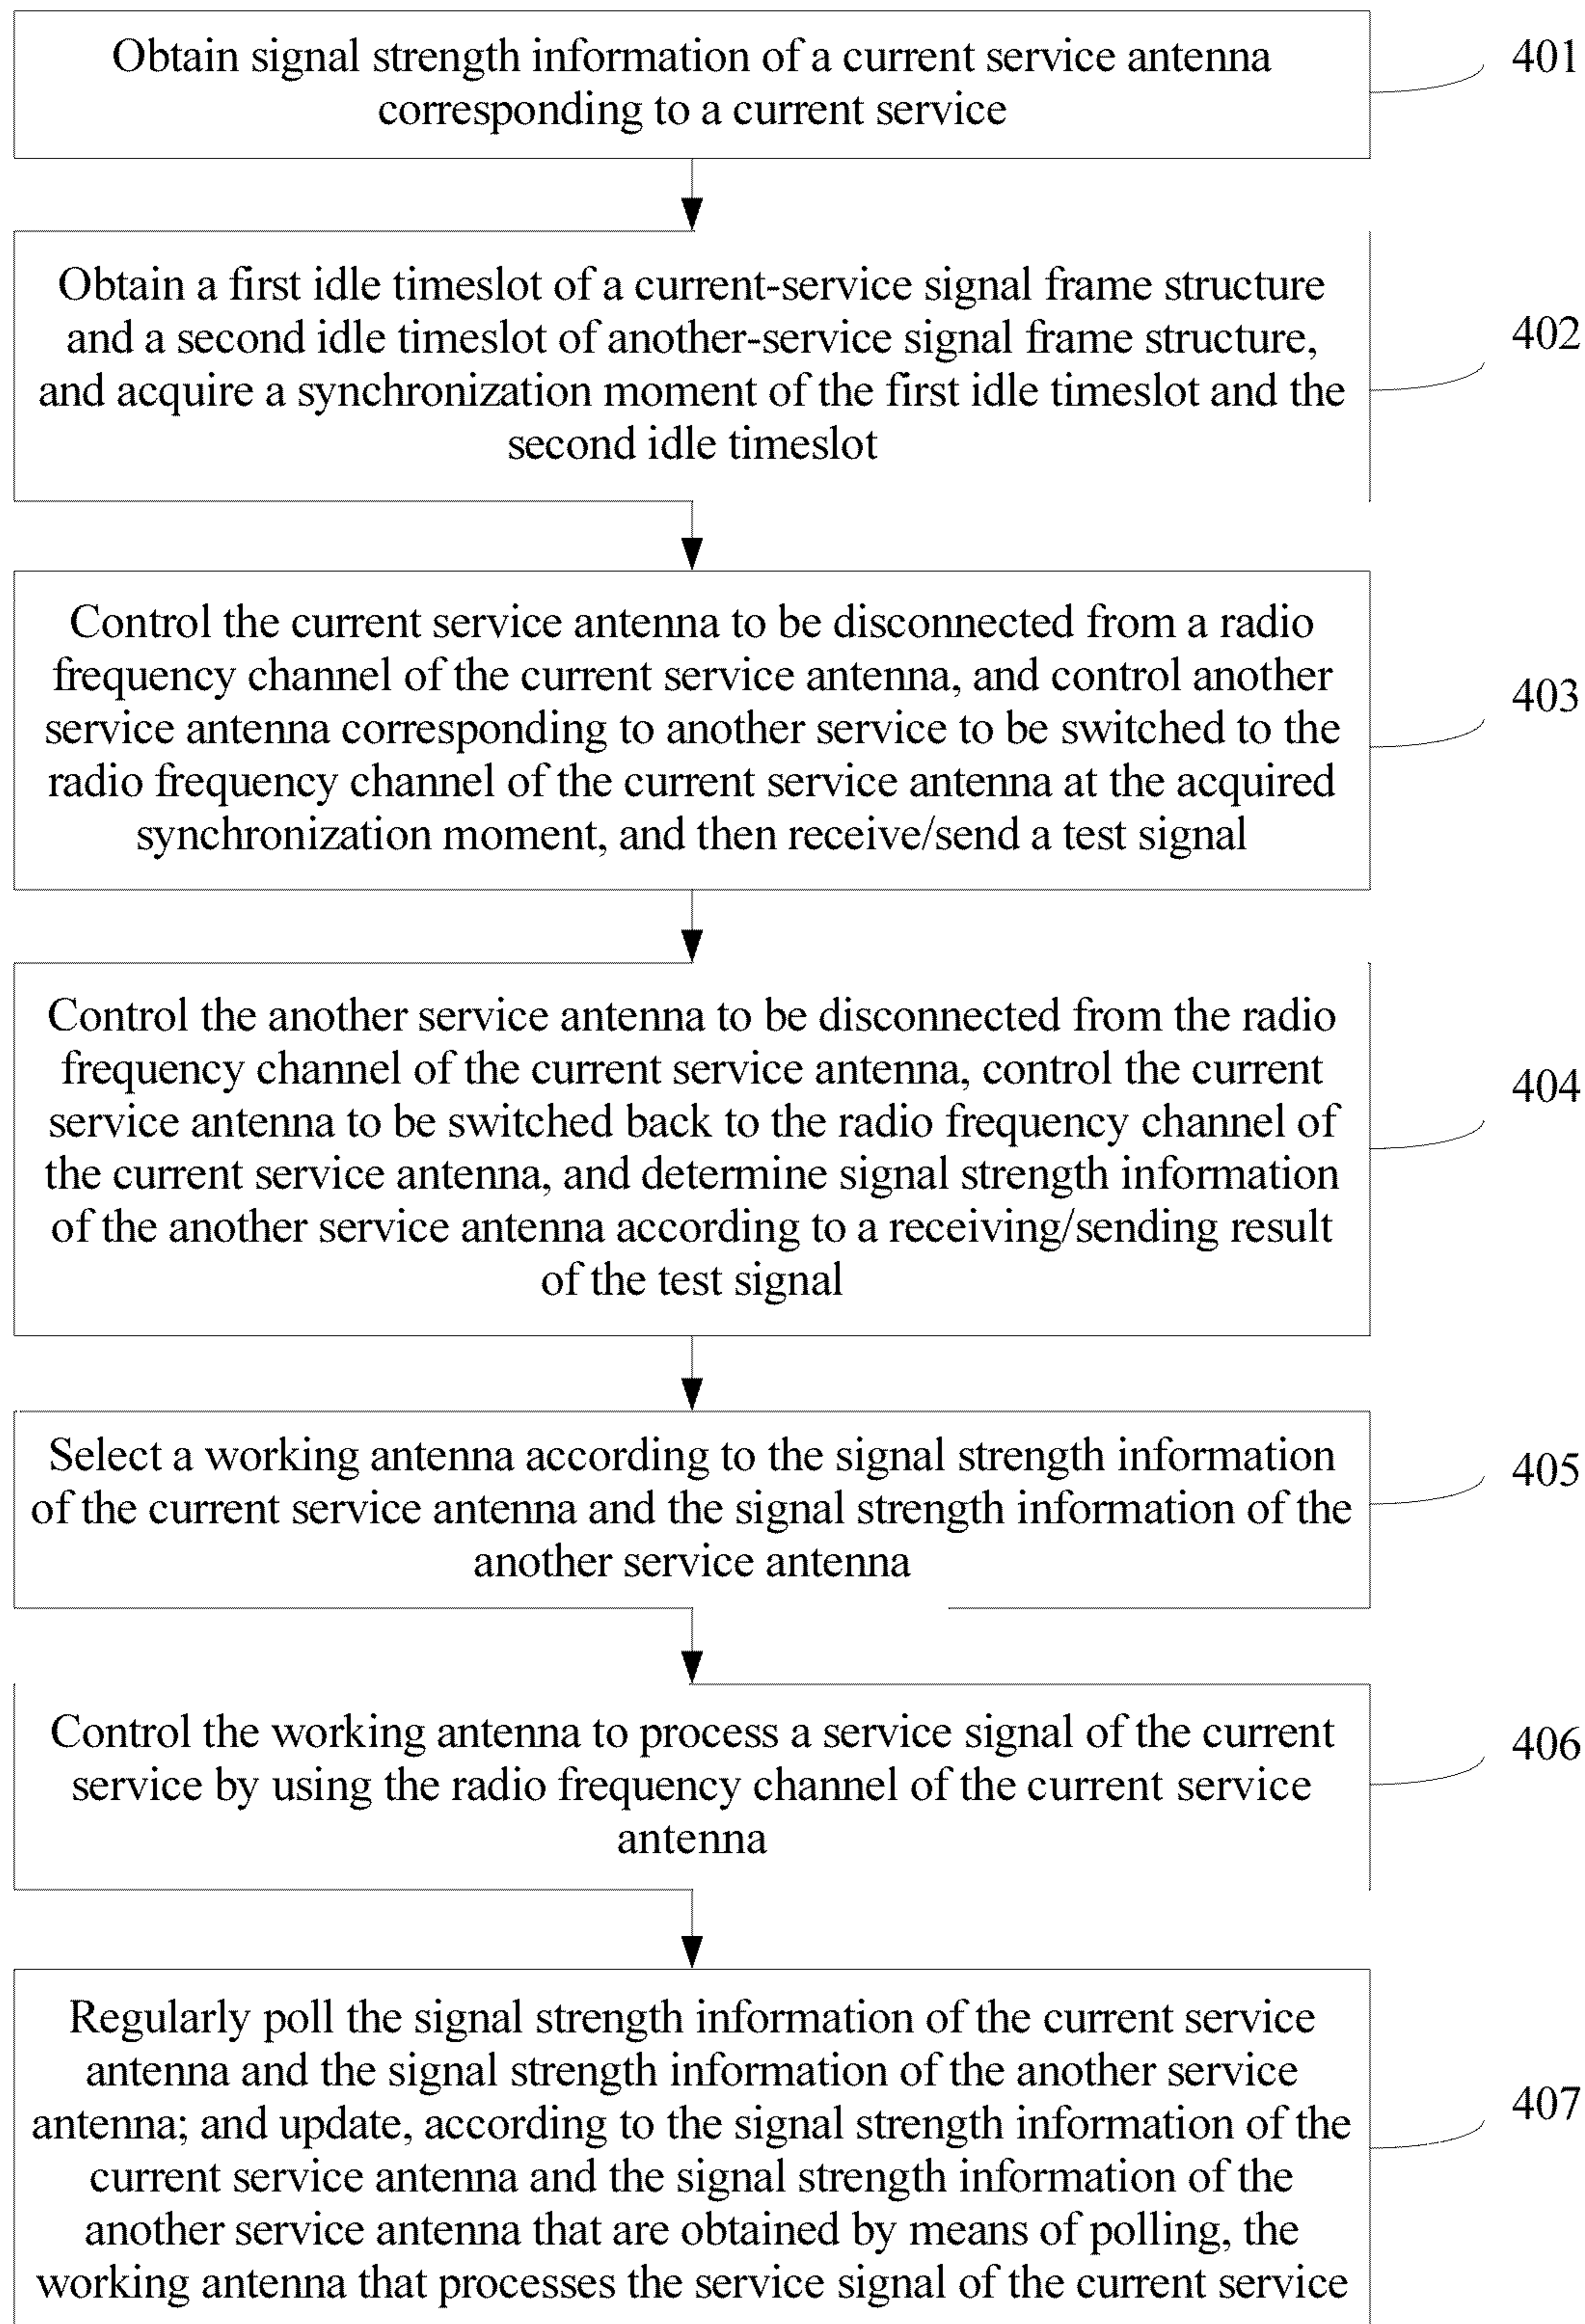 Obtain signal strength information of a current service antenna
corresponding to a current service
401
Obtain a first idle timeslot of a current-service signal frame structure
and a second idle timeslot of another-service signal frame structure,
and acquire a synchronization moment of the first idle timeslot and the
second idle timeslot
402
Control the current service antenna to be disconnected from a radio
frequency channel of the current service antenna, and control another
service antenna corresponding to another service to be switched to the
radio frequency channel of the current service antenna at the acquired
synchronization moment, and then receive/send a test signal
403
Control the another service antenna to be disconnected from the radio
frequency channel of the current service antenna, control the current
service antenna to be switched back to the radio frequency channel of
the current service antenna, and determine signal strength information
of the another service antenna according to a receiving/sending result
of the test signal
404
Select a working antenna according to the signal strength information
of the current service antenna and the signal strength information of the
another service antenna
405
Control the working antenna to process a service signal of the current
service by using the radio frequency channel of the current service
antenna
406
Regularly poll the signal strength information of the current service
antenna and the signal strength information of the another service
antenna; and update, according to the signal strength information of the
current service antenna and the signal strength information of the
another service antenna that are obtained by means of polling, the
working antenna that processes the service signal of the current service
407